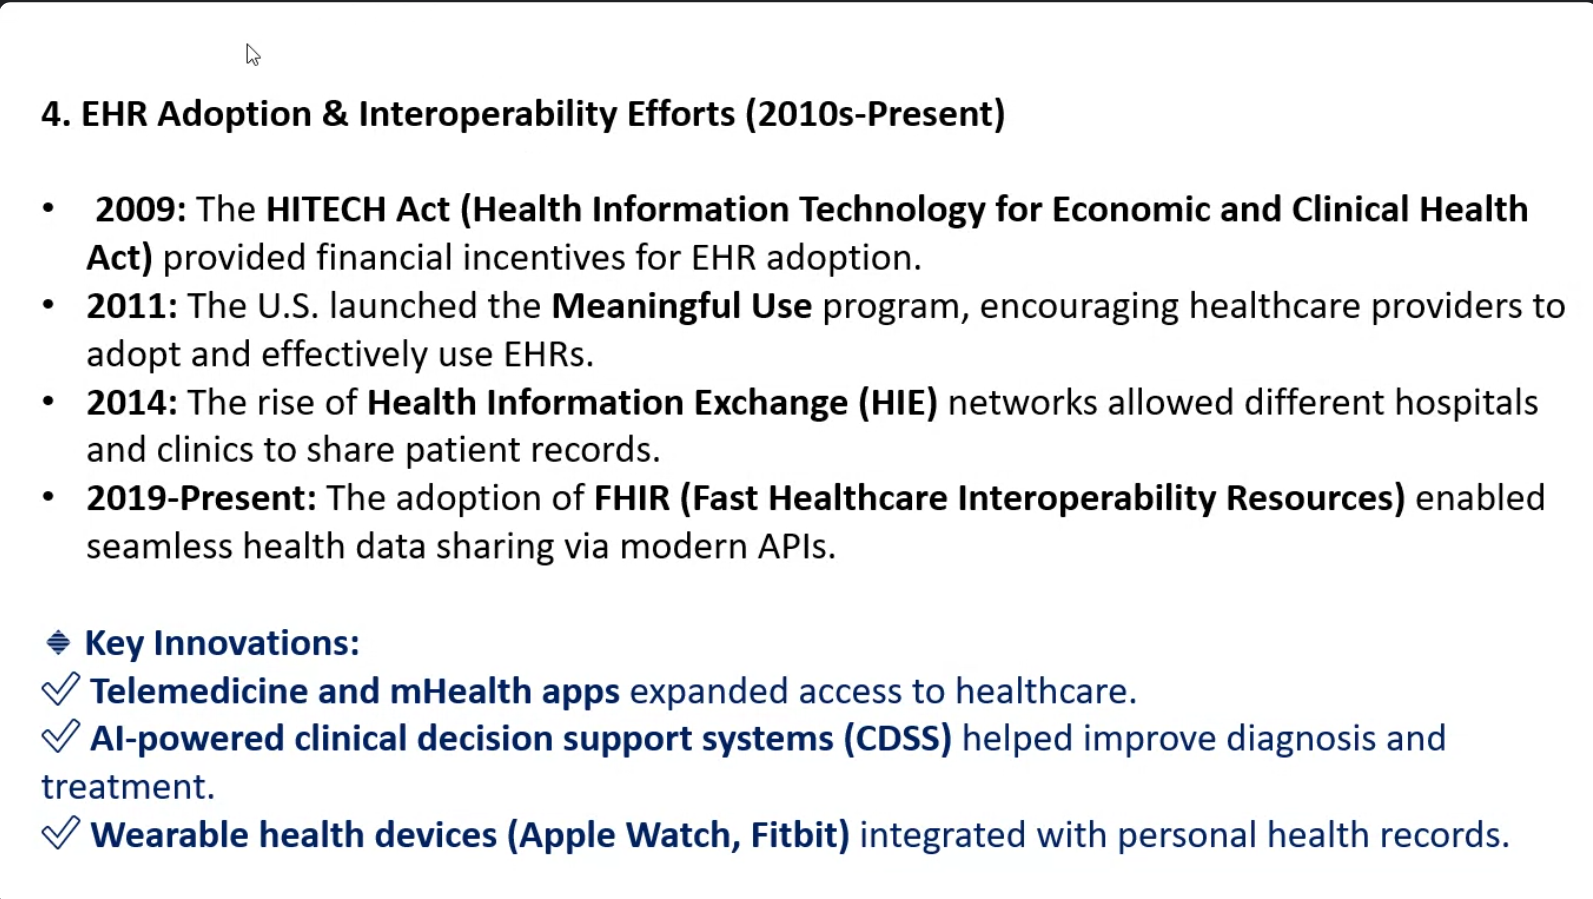 4. EHR Adoption & Interoperability Efforts (2010s-Present)
• 2009: The HITECH Act (Health Information Technology for Economic and Clinical Health
Act) provided financial incentives for EHR adoption.
• 2011: The U.S. launched the Meaningful Use program, encouraging healthcare providers to
adopt and effectively use EHRs.
• 2014: The rise of Health Information Exchange (HIE) networks allowed different hospitals
and clinics to share patient records.
• 2019-Present: The adoption of FHIR (Fast Healthcare Interoperability Resources) enabled
seamless health data sharing via modern APIs.
Key Innovations:
Telemedicine and mHealth apps expanded access to healthcare.
AI-powered clinical decision support systems (CDSS) helped improve diagnosis and
treatment.
Wearable health devices (Apple Watch, Fitbit) integrated with personal health records.